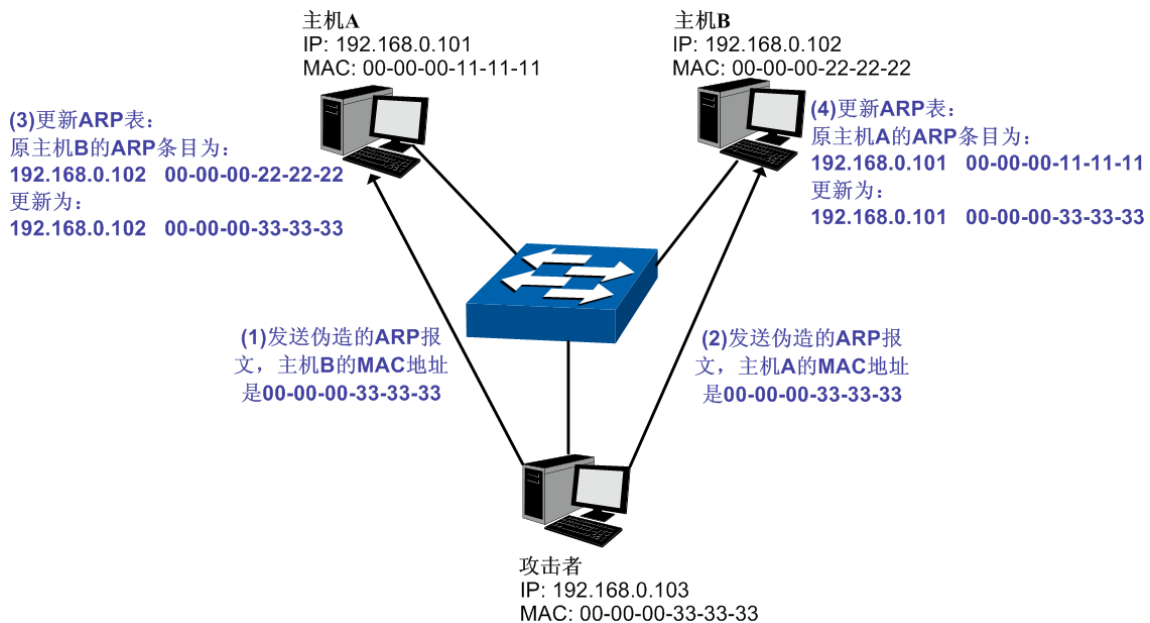 主机A
IP: 192.168.0.101
MAC: 00-00-00-11-11-11
主机B
IP: 192.168.0.102
MAC: 00-00-00-22-22-22
(3)更新ARP表：
原主机B的ARP条目为：
192.168.0.102 00-00-00-22-22-22
更新为：
192.168.0.102 00-00-00-33-33-33
(4)更新ARP表：
原主机A的ARP条目为：
192.168.0.101 00-00-00-11-11-11
更新为：
192.168.0.101 00-00-00-33-33-33
(1)发送伪造的ARP报
文，主机B的MAC地址
是00-00-00-33-33-33
(2)发送伪造的ARP报
文，主机A的MAC地址
是00-00-00-33-33-33
攻击者
IP: 192.168.0.103
MAC: 00-00-00-33-33-33